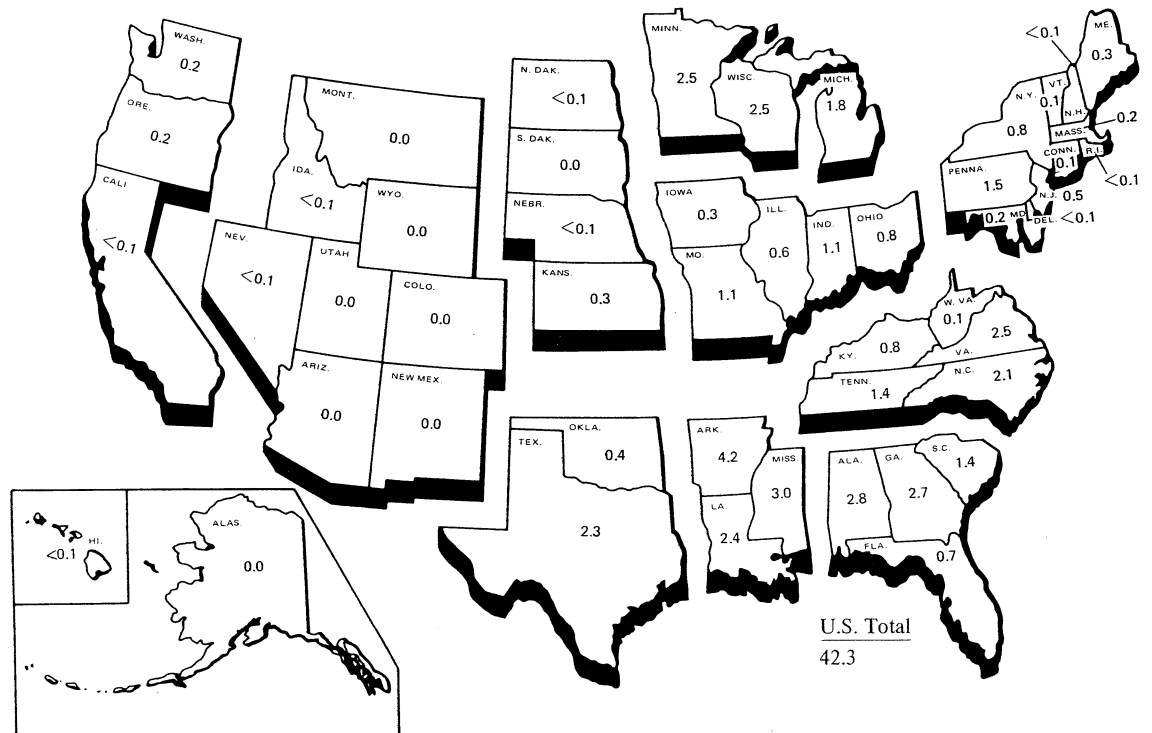 WASH.
0.2
ORE.
0.2
CALI
<0.1
IDA.
<0.1
NEV.
<0.1
MONT.
0.0
WYO.
0.0
UTAH
0.0
COLO.
0.0
ARIZ.
0.0
NEW MEX.
0.0
N. DAK.
<0.1
S. DAK.
0.0
NEBR.
<0.1
KANS.
0.3
OKLA.
0.4
TEX.
2.3
MINN.
2.5
WISC.
2.5
MICH.
1.8
IOWA
0.3
MO.
1.1
ILL.
0.6
IND.
1.1
OHIO
0.8
ARK.
4.2
LA.
2.4
MISS.
3.0
ALA.
2.8
GA.
2.7
S.C.
1.4
FLA.
0.7
KY.
0.8
TENN.
1.4
W. VA.
0.1
VA.
2.5
N.C.
2.1
ME.
0.3
<0.1
VT.
0.1
N.H.
N.Y.
0.8
MASS.
0.2
CONN.
0.1
R.I.
<0.1
PENNA.
1.5
N.J. 0.5
0.2 MD.
DEL. <0.1
ALAS.
0.0
HI.
<0.1
U.S. Total
42.3